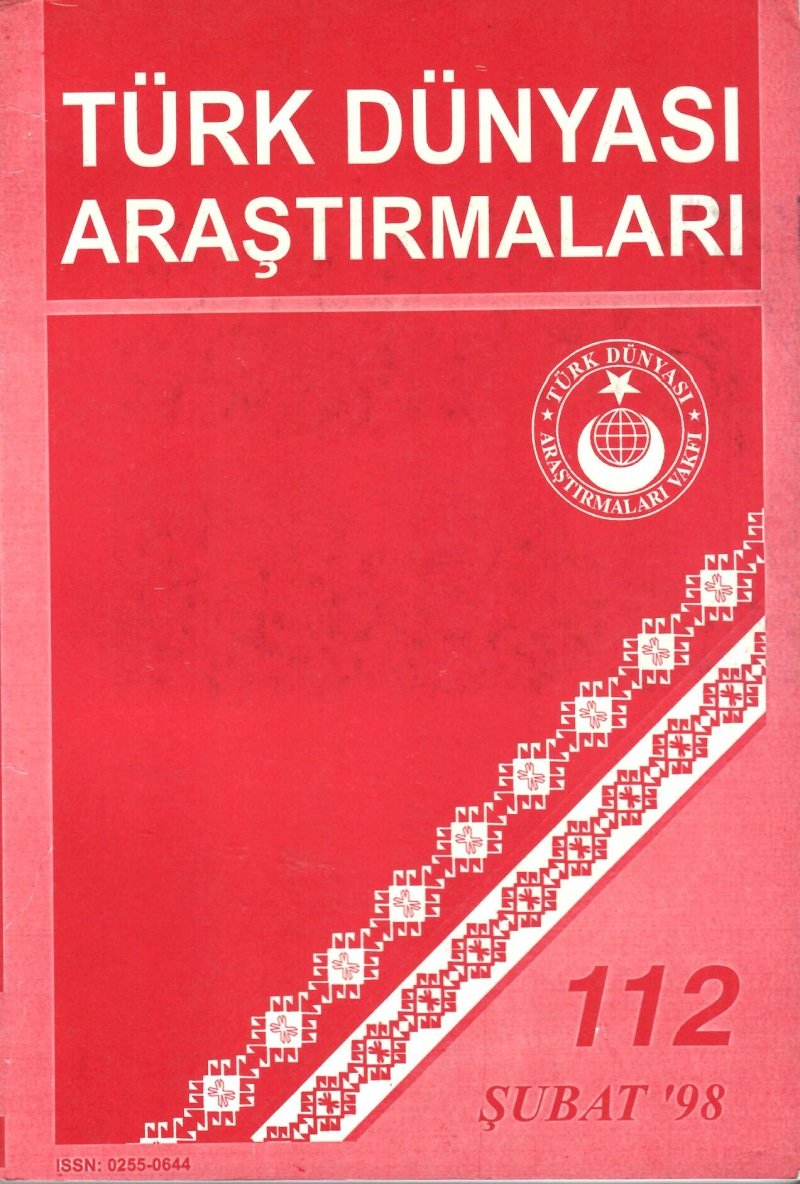 TÜRK DÜNYASI
ARAŞTIRMALARI
TÜRK DÜNYASI
ARAŞTIRMALARI VAKFI
112
ŞUBAT '98
ISSN: 0255-0644